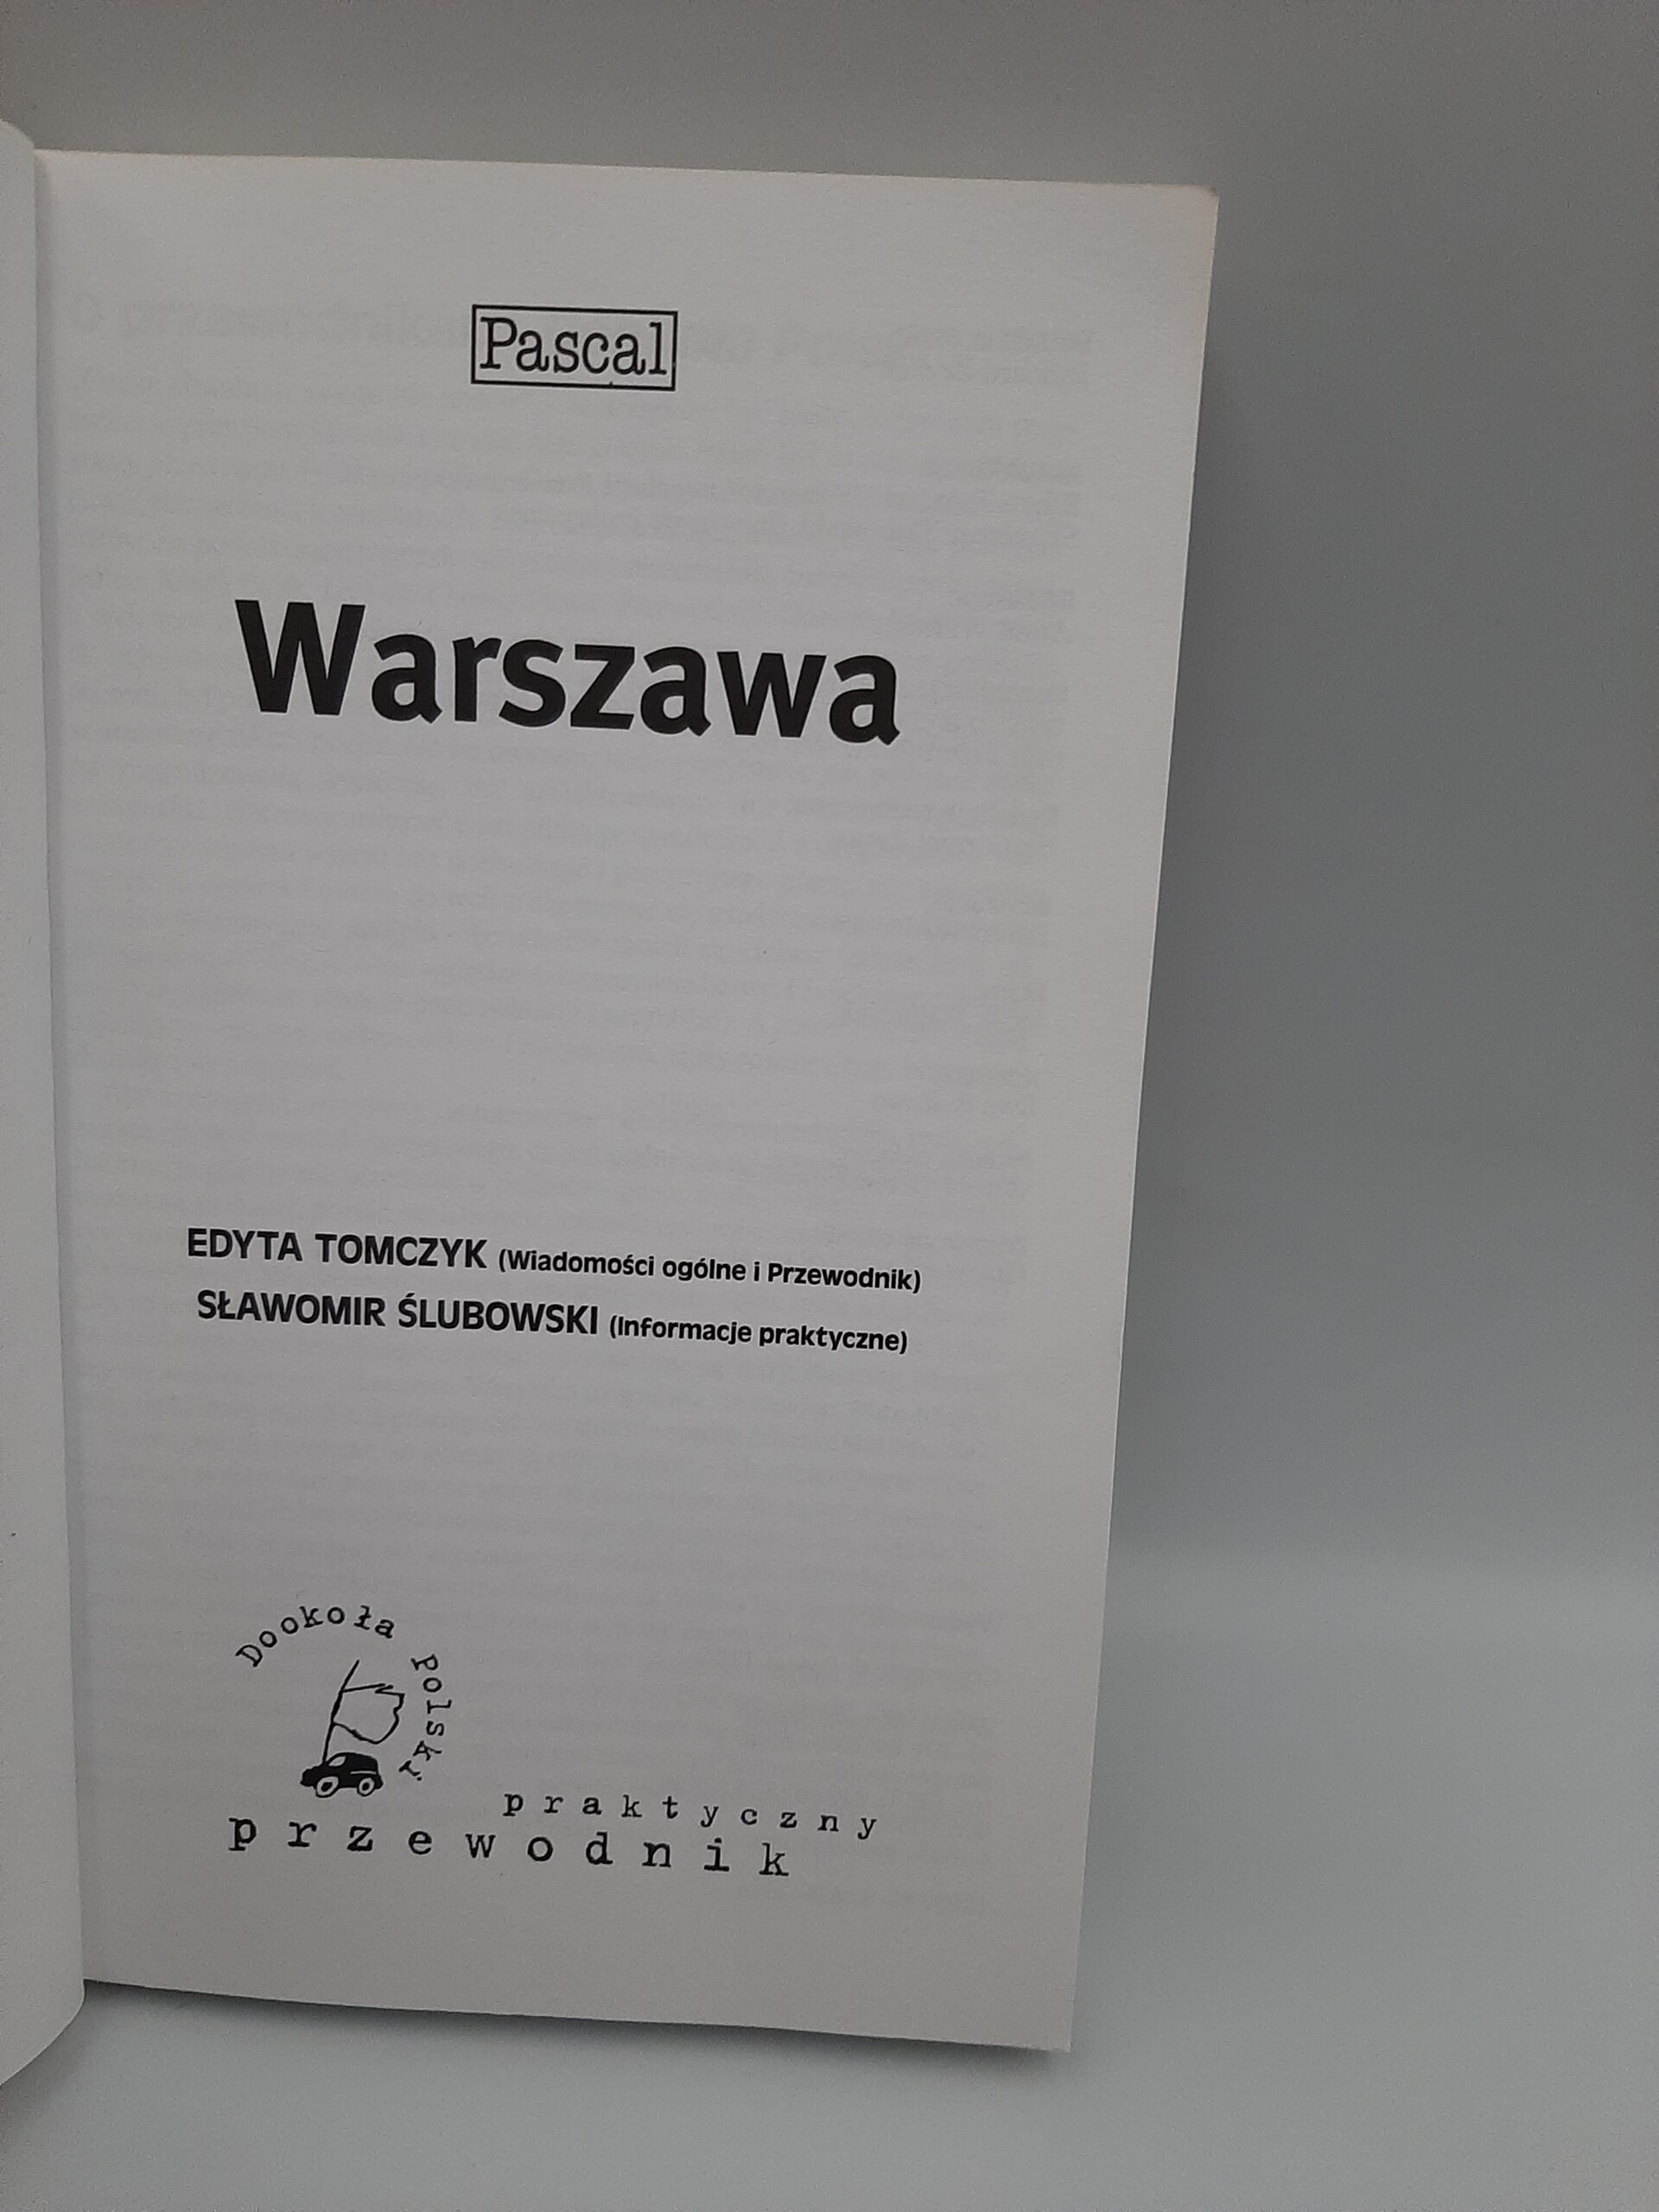 Pascal
Warszawa
EDYTA TOMCZYK (Wiadomości ogólne i Przewodnik)
SŁAWOMIR ŚLUBOWSKI (Informacje praktyczne)
Dookoła Polski
praktyczny
przewodnik